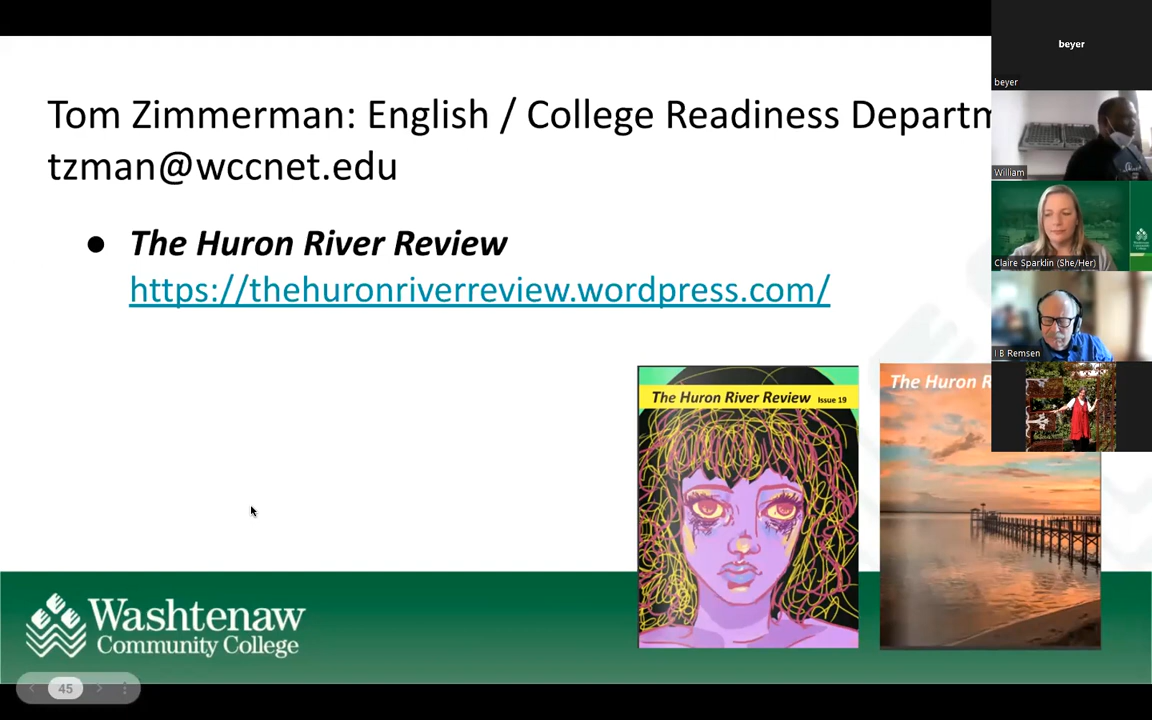 Tom Zimmerman: English / College Readiness Departm
tzman@wccnet.edu
● The Huron River Review
https://thehuronriverreview.wordpress.com/
The Huron River Review Issue 19
The Huron R
Washtenaw
Community College
45
beyer
beyer
William
Claire Sparklin (She/Her)
I B Remsen